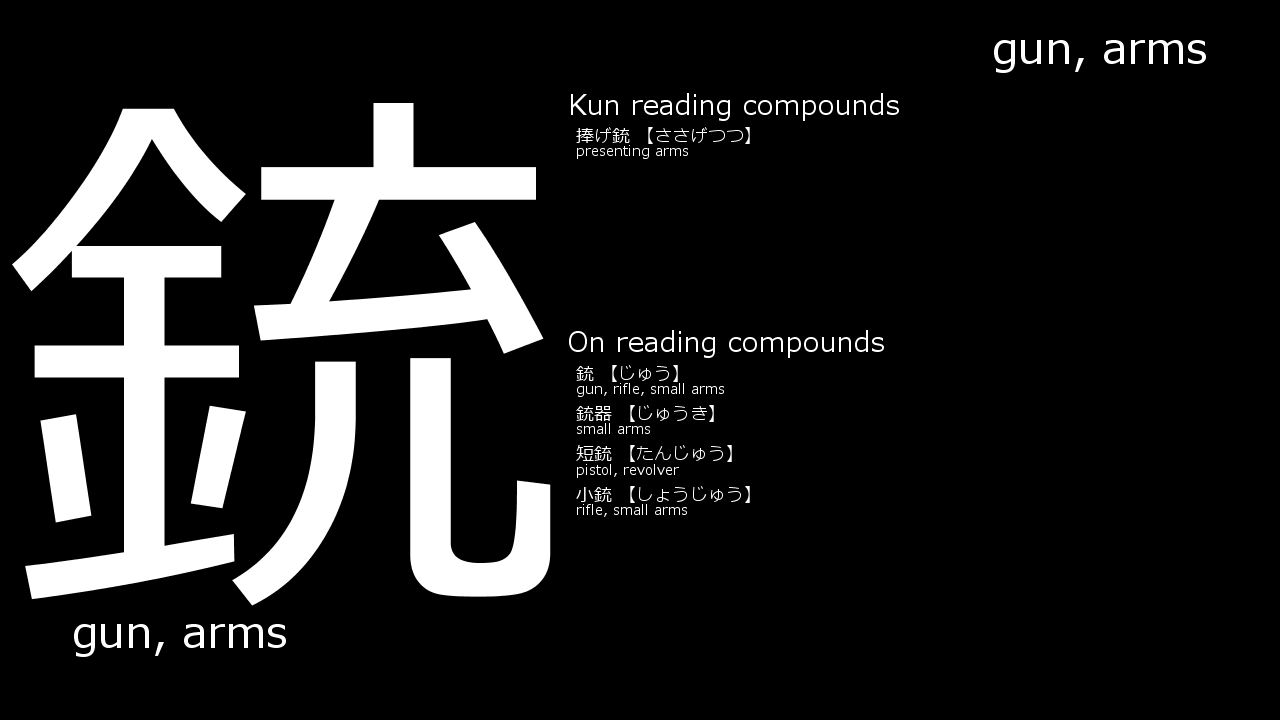 gun, arms
銃
Kun reading compounds
捧げ銃 【ささげつつ】
presenting arms
On reading compounds
銃 【じゅう】
gun, rifle, small arms
銃器 【じゅうき】
small arms
短銃 【たんじゅう】
pistol, revolver
小銃 【しょうじゅう】
rifle, small arms
gun, arms